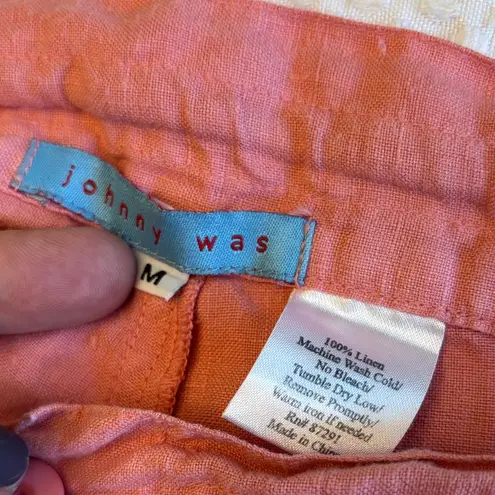 johnny was
M
100% Linen
Machine Wash Cold/
No Bleach/
Tumble Dry Low/
Remove Promptly/
Warm iron if needed
Rn# 87291
Made in China